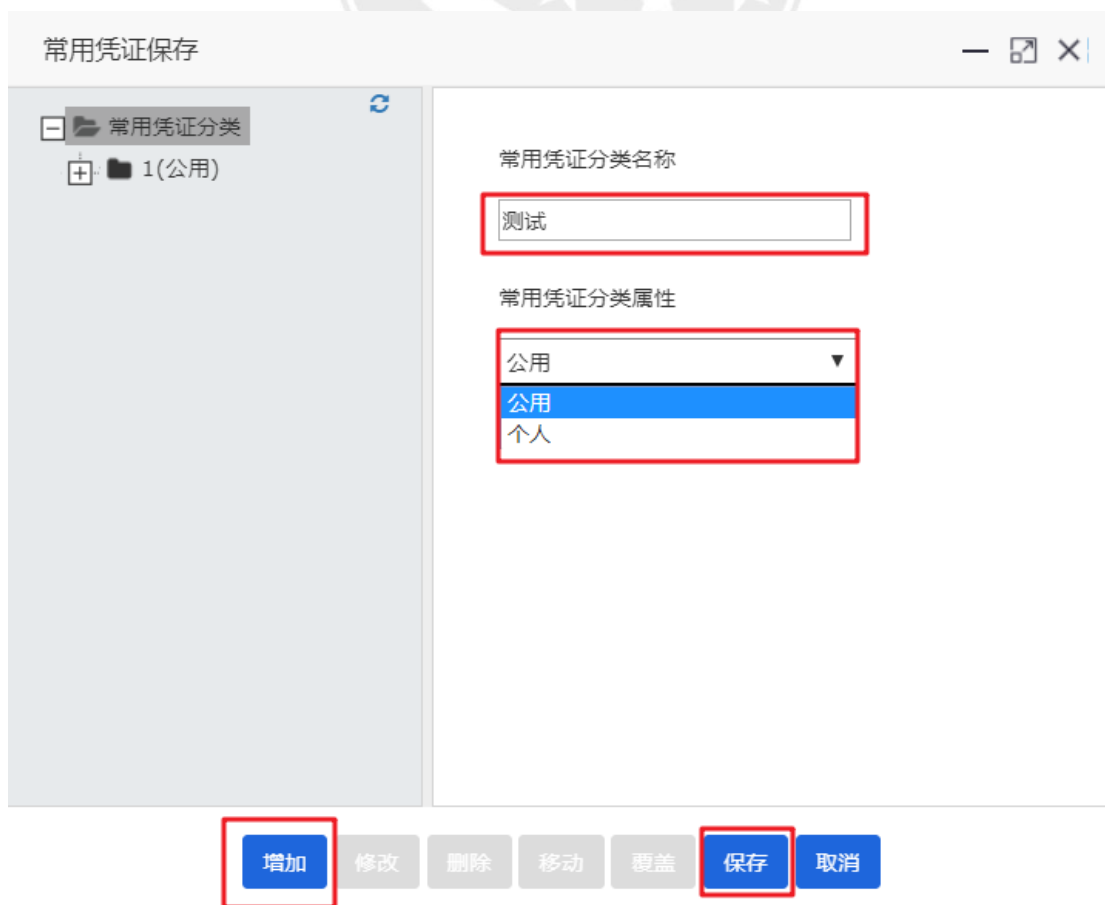 常用凭证保存
常用凭证分类
1(公用)
常用凭证分类名称
测试
常用凭证分类属性
公用
公用
个人
增加 修改 删除 移动 覆盖 保存 取消